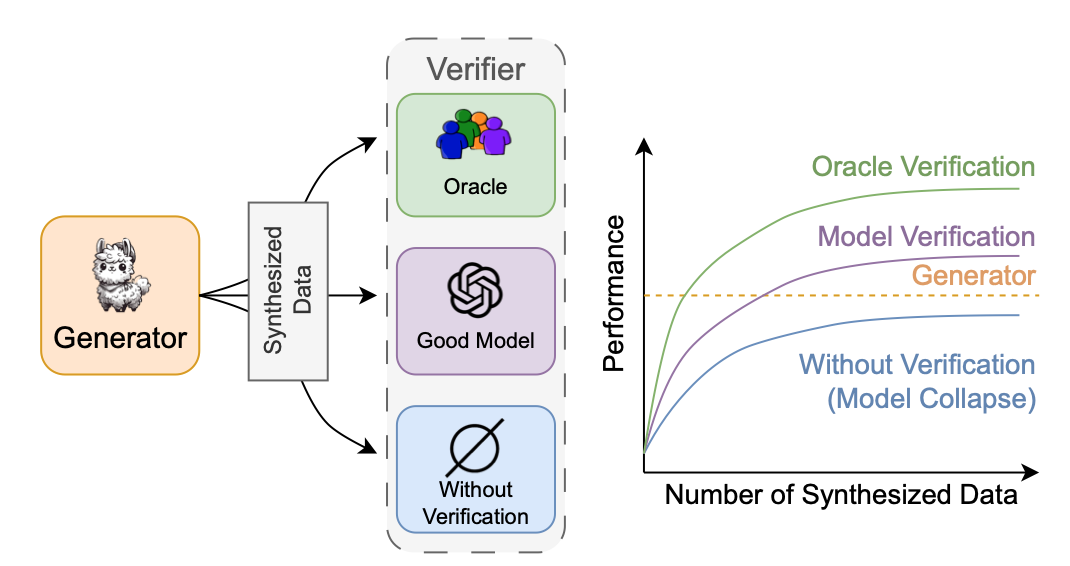 Generator
Synthesized
Data
Verifier
Oracle
Good Model
Without
Verification
Performance
Oracle Verification
Model Verification
Generator
Without Verification
(Model Collapse)
Number of Synthesized Data